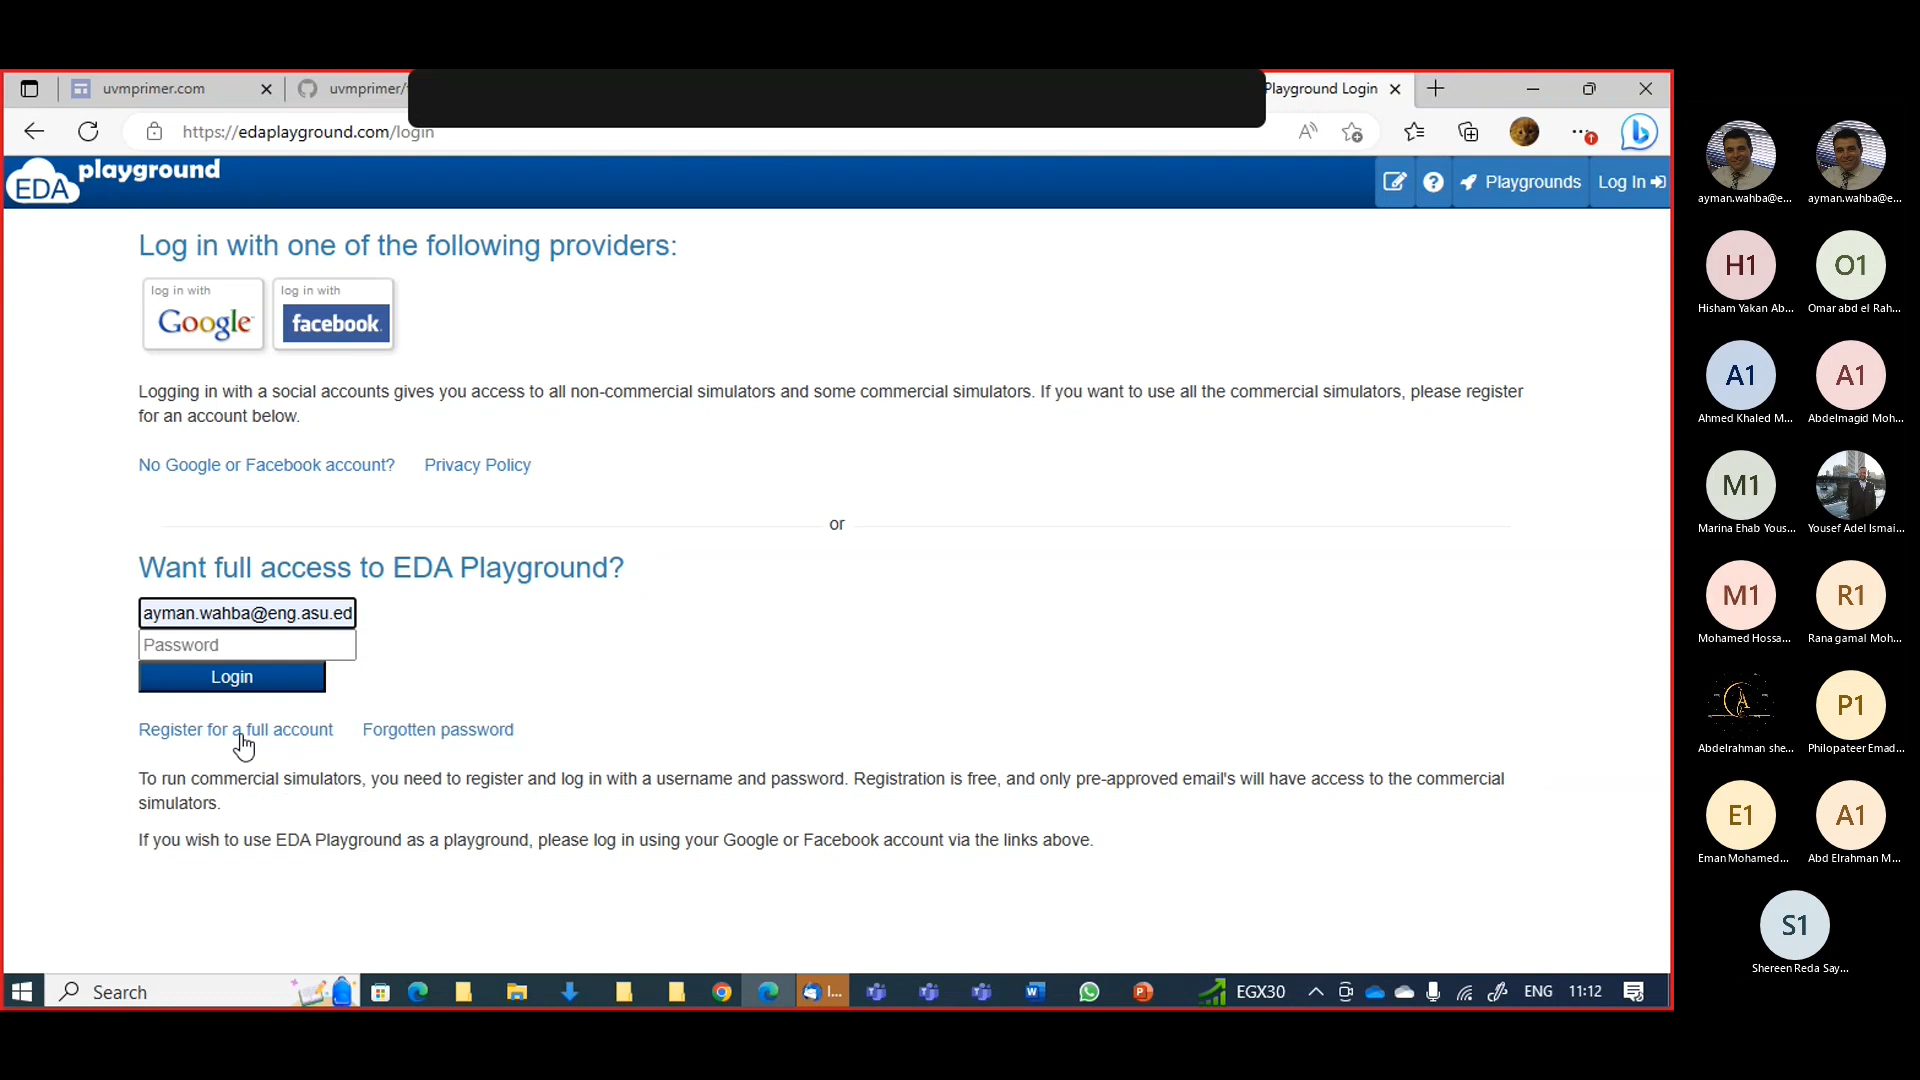 uvmprimer.com
uvmprimer/
Playground Login
https://edaplayground.com/login
EDA playground
Playgrounds
Log In
Log in with one of the following providers:
log in with
Google
log in with
facebook.
Logging in with a social accounts gives you access to all non-commercial simulators and some commercial simulators. If you want to use all the commercial simulators, please register
for an account below.
No Google or Facebook account? Privacy Policy
or
Want full access to EDA Playground?
ayman.wahba@eng.asu.ed
Password
Login
Register for a full account Forgotten password
To run commercial simulators, you need to register and log in with a username and password. Registration is free, and only pre-approved email's will have access to the commercial
simulators.
If you wish to use EDA Playground as a playground, please log in using your Google or Facebook account via the links above.
Search
I...
EGX30
ENG
11:12
ayman.wahba@e... ayman.wahba@e...
H1 O1
Hisham Yakan Ab... Omar abd el Rah...
A1 A1
Ahmed Khaled M... Abdelmagid Moh...
M1
Marina Ehab Yous... Yousef Adel Ismai...
M1 R1
Mohamed Hossa... Rana gamal Moh...
A P1
Abdelrahman she... Philopateer Emad...
E1 A1
Eman Mohamed... Abd Elrahman M...
S1
Shereen Reda Say...